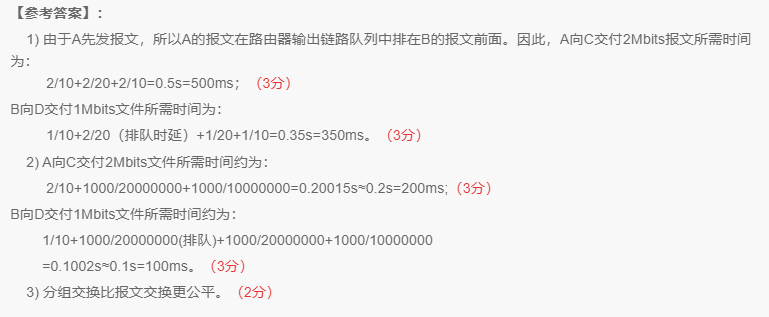 【参考答案】：
1) 由于A先发报文，所以A的报文在路由器输出链路队列中排在B的报文前面。因此，A向C交付2Mbits报文所需时间
为：
2/10+2/20+2/10=0.5s=500ms；（3分）
B向D交付1Mbits文件所需时间为：
1/10+2/20（排队时延）+1/20+1/10=0.35s=350ms。（3分）
2) A向C交付2Mbits文件所需时间约为：
2/10+1000/20000000+1000/10000000=0.20015s≈0.2s=200ms;（3分）
B向D交付1Mbits文件所需时间约为：
1/10+1000/20000000(排队)+1000/20000000+1000/10000000
=0.1002s≈0.1s=100ms。（3分）
3) 分组交换比报文交换更公平。（2分）